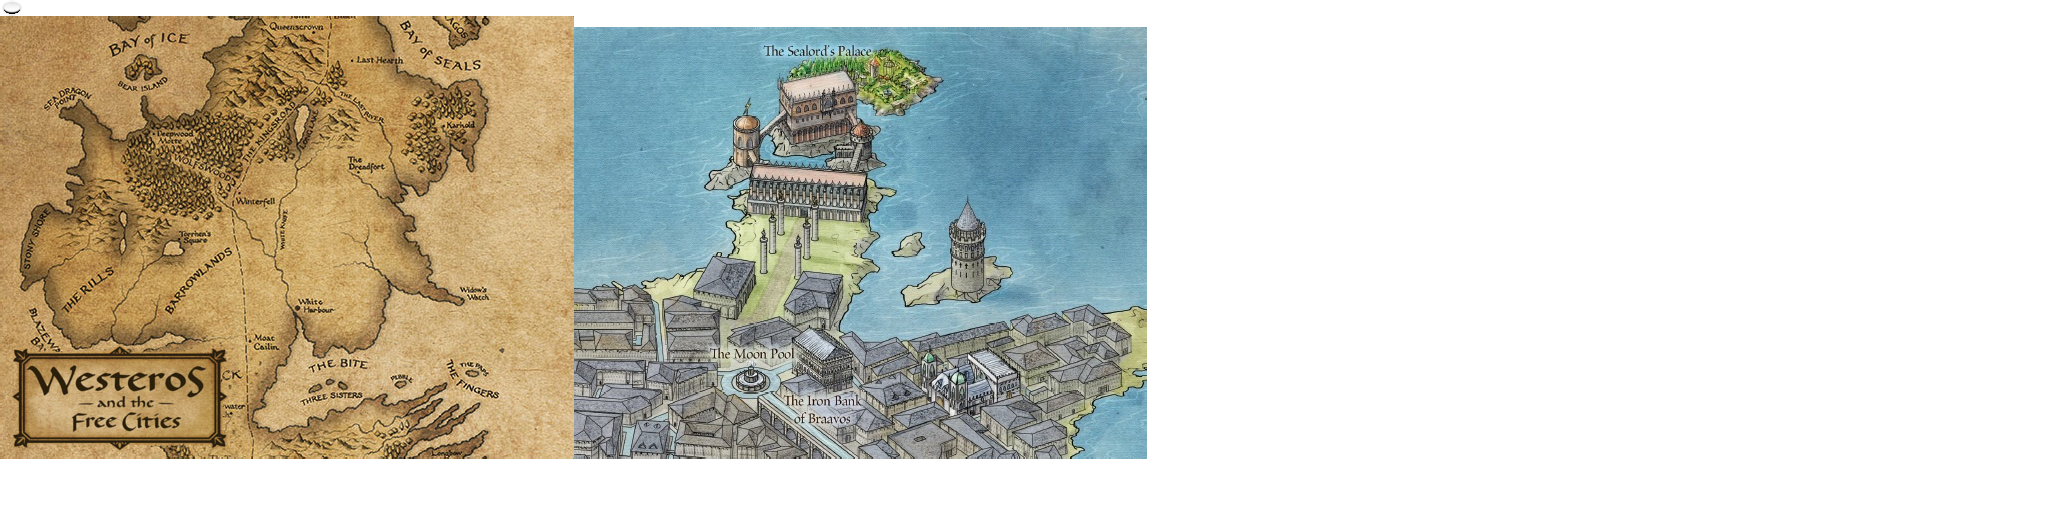 Queenscrown
BAY of ICE
BAY of SEALS
Last Hearth
BEAR ISLAND
SEA DRAGON
POINT
THE LAST RIVER
THE KINGSROAD
Karhold
Deepwood
Motte
WOLFSWOOD
The
Dreadfort
Winterfell
WHITE KNIFE
STONY SHORE
Torrhen's
Square
THE RILLS
BARROWLANDS
Widow's
Watch
White
Harbour
Moat
Cailin
THE BITE
THREE SISTERS
PEBBLE
THE PAPS
THE FINGERS
Westeros
— and the —
Free Cities
The Sealord's Palace
The Moon Pool
The Iron Bank
of Braavos